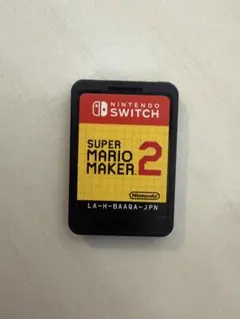 NINTENDO
SWITCH
SUPER
MARIO
MAKER 2
Nintendo
LA-H-BAAQA-JPN